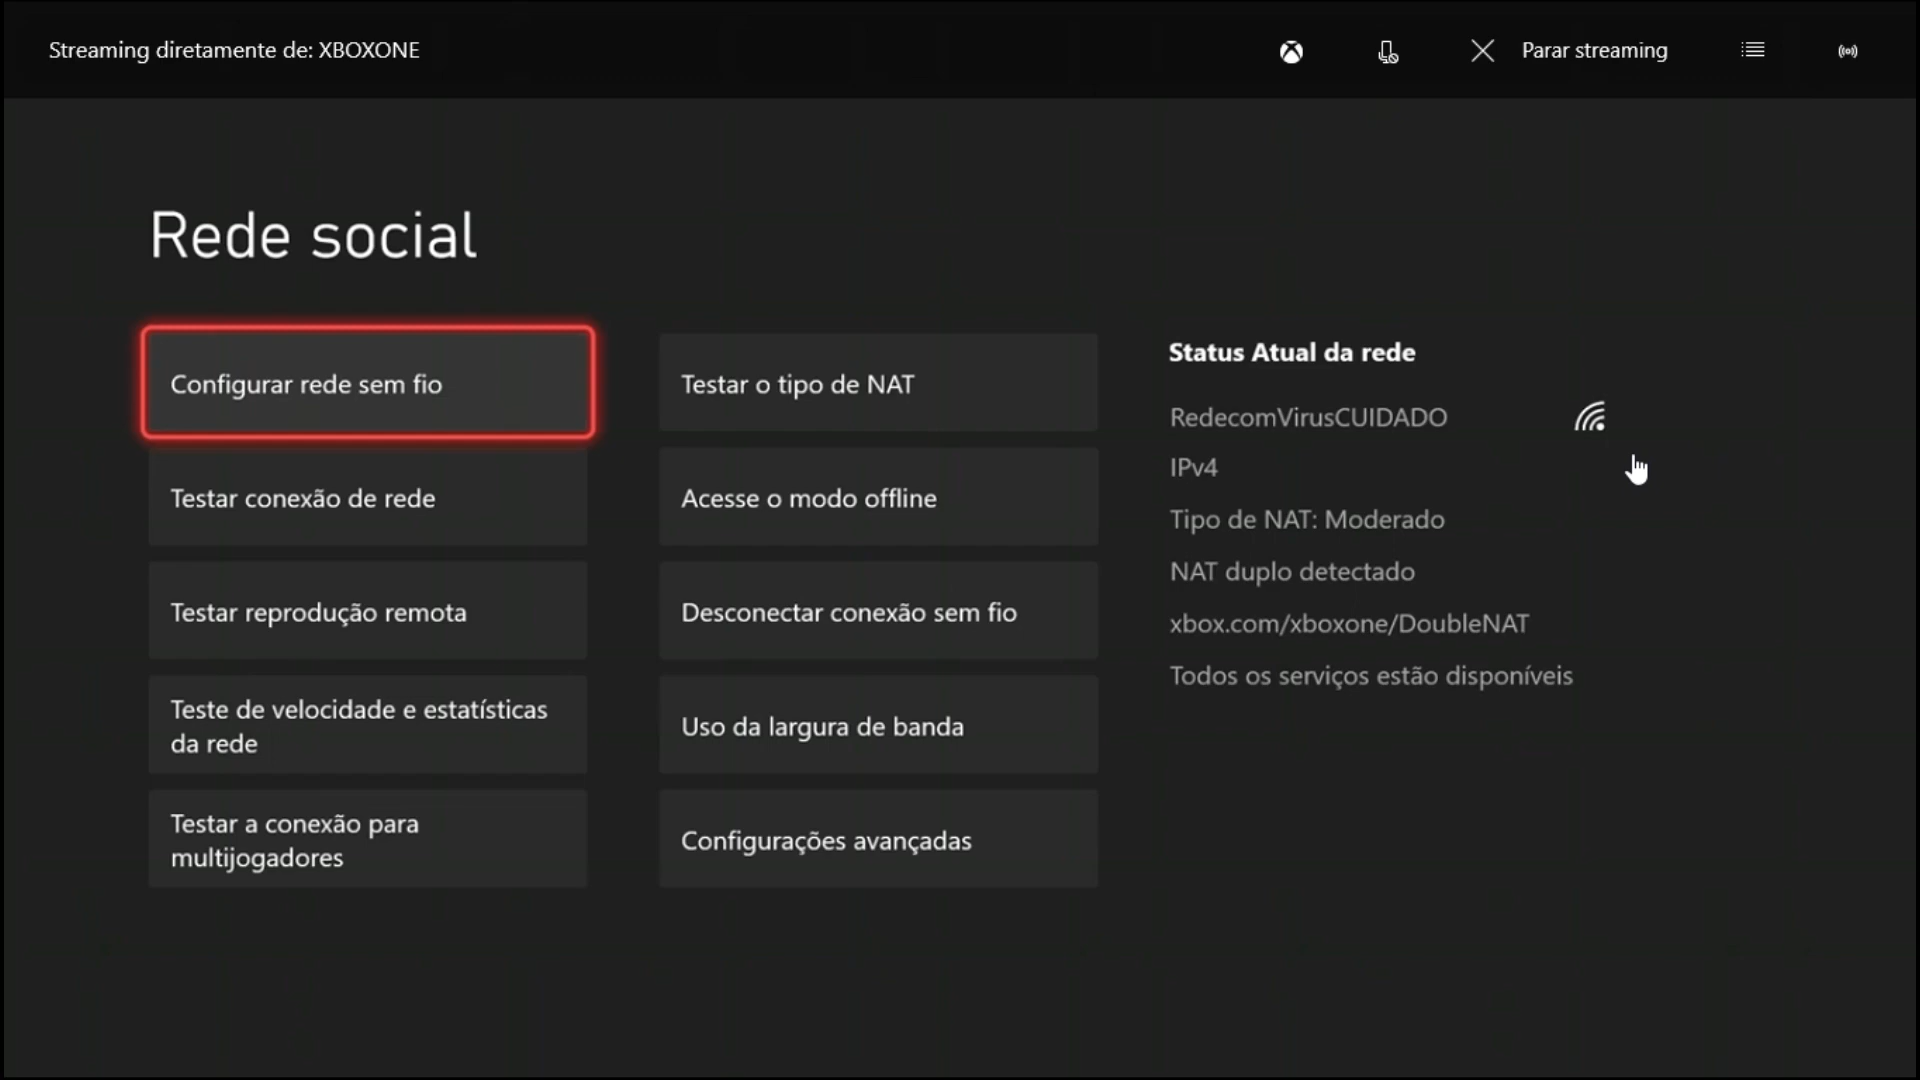 Streaming diretamente de: XBOXONE
Parar streaming
Rede social
Configurar rede sem fio
Testar conexão de rede
Testar reprodução remota
Teste de velocidade e estatísticas
da rede
Testar a conexão para
multijogadores
Testar o tipo de NAT
Acesse o modo offline
Desconectar conexão sem fio
Uso da largura de banda
Configurações avançadas
Status Atual da rede
RedecomVirusCUIDADO
IPv4
Tipo de NAT: Moderado
NAT duplo detectado
xbox.com/xboxone/DoubleNAT
Todos os serviços estão disponíveis